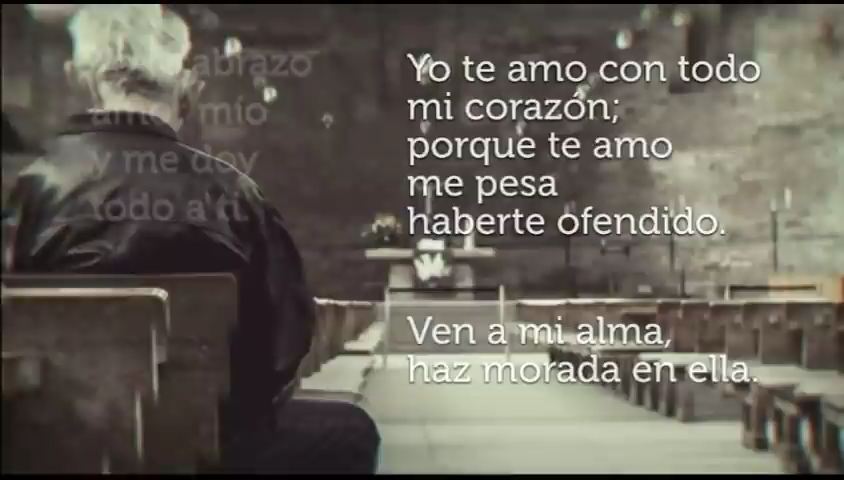 abrazo
amor mío
y me doy
todo a ti.
Yo te amo con todo
mi corazón;
porque te amo
me pesa
haberte ofendido.
Ven a mi alma,
haz morada en ella.